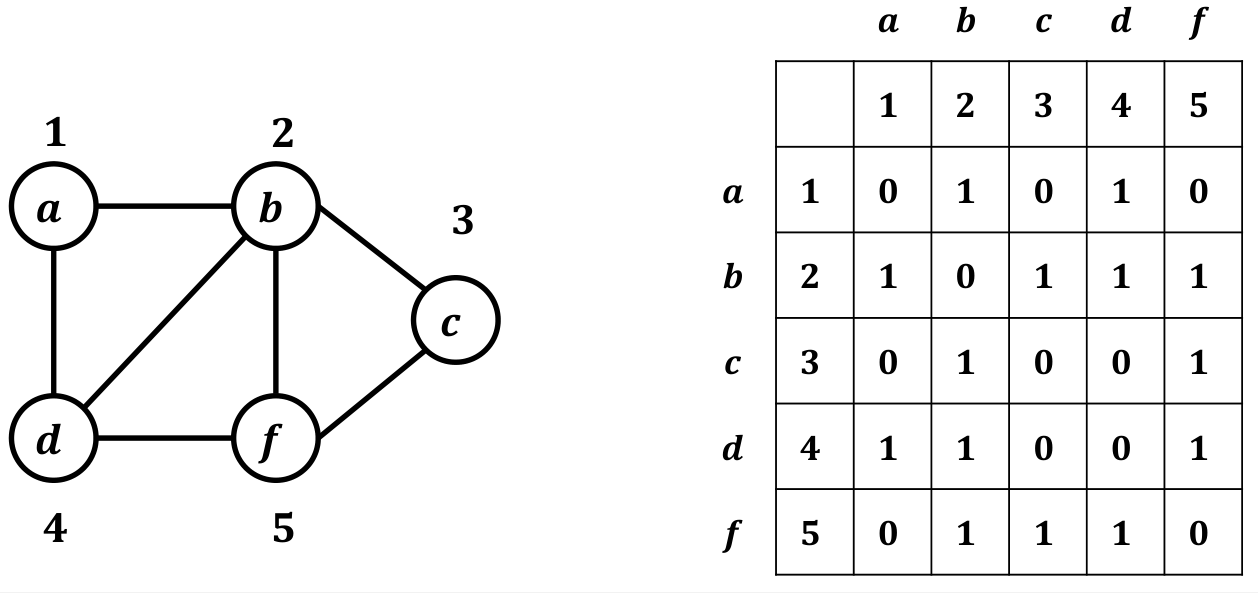 a b c d f
1 2 3 4 5
1 2
a b
3
c
d f
4 5
a 1 0 1 0 1 0
b 2 1 0 1 1 1
c 3 0 1 0 0 1
d 4 1 1 0 0 1
f 5 0 1 1 1 0